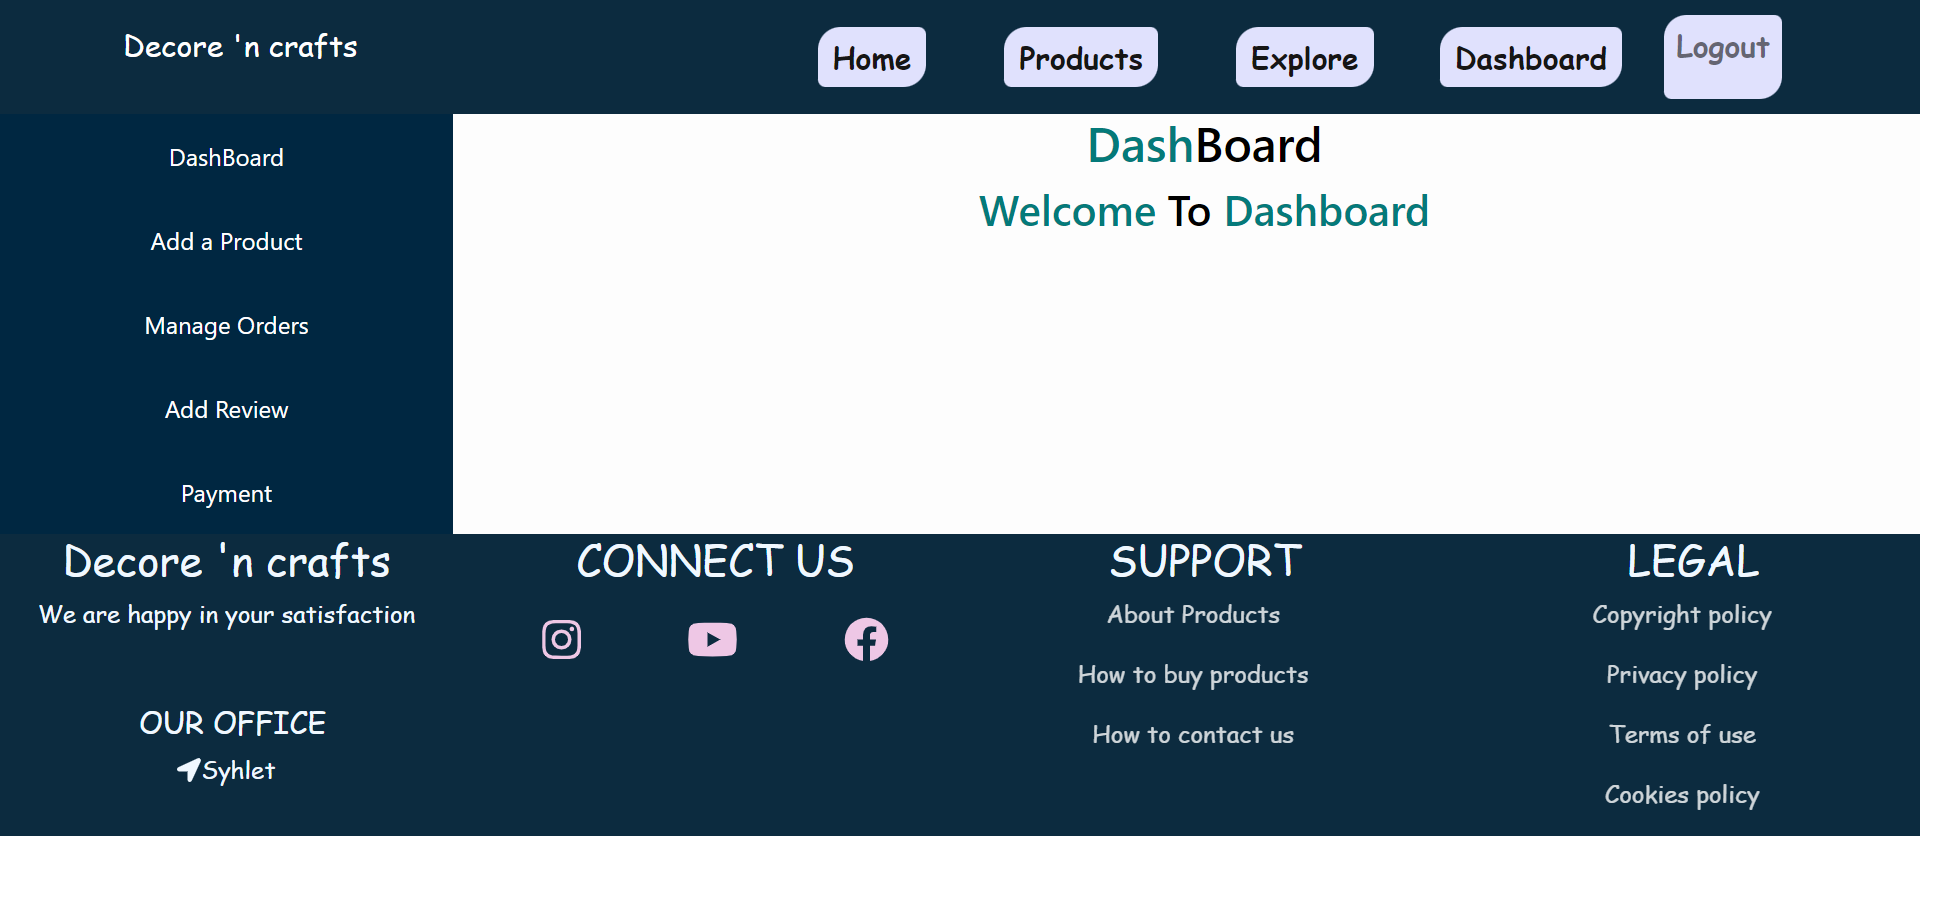 Decore 'n crafts
Home
Products
Explore
Dashboard
Logout
DashBoard
Add a Product
Manage Orders
Add Review
Payment
DashBoard
Welcome To Dashboard
Decore 'n crafts
We are happy in your satisfaction
OUR OFFICE
Syhlet
CONNECT US
SUPPORT
About Products
How to buy products
How to contact us
LEGAL
Copyright policy
Privacy policy
Terms of use
Cookies policy